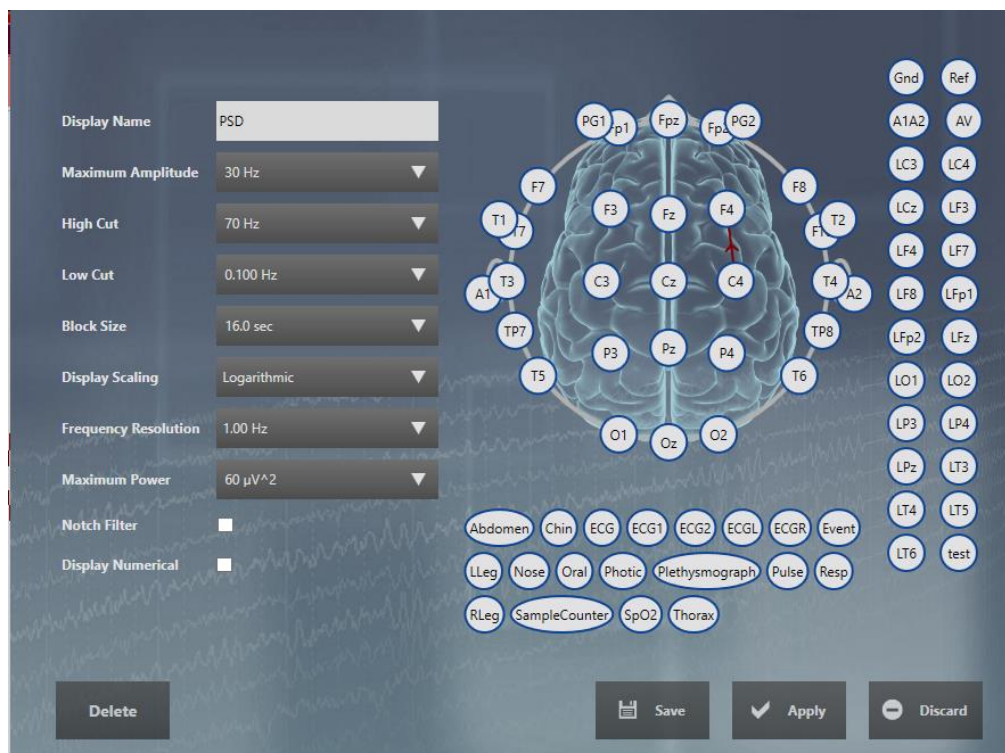 Display Name PSD
Maximum Amplitude 30 Hz
High Cut 70 Hz
Low Cut 0.100 Hz
Block Size 16.0 sec
Display Scaling Logarithmic
Frequency Resolution 1.00 Hz
Maximum Power 60 µV^2
Notch Filter
Display Numerical
PG1 Fp1 Fpz PG2
F7 F8
F3 Fz F4
T1 T2
A1 T3 C3 Cz C4 T4 A2
TP7 TP8
P3 Pz P4
T5 T6
O1 Oz O2
Gnd Ref
A1A2 AV
LC3 LC4
LCz LF3
LF4 LF7
LF8 LFp1
LFp2 LFz
LO1 LO2
LP3 LP4
LPz LT3
LT4 LT5
LT6 test
Abdomen Chin ECG ECG1 ECG2 ECGL ECGR Event
LLeg Nose Oral Photic Plethysmograph Pulse Resp
RLeg SampleCounter SpO2 Thorax
Delete Save Apply Discard